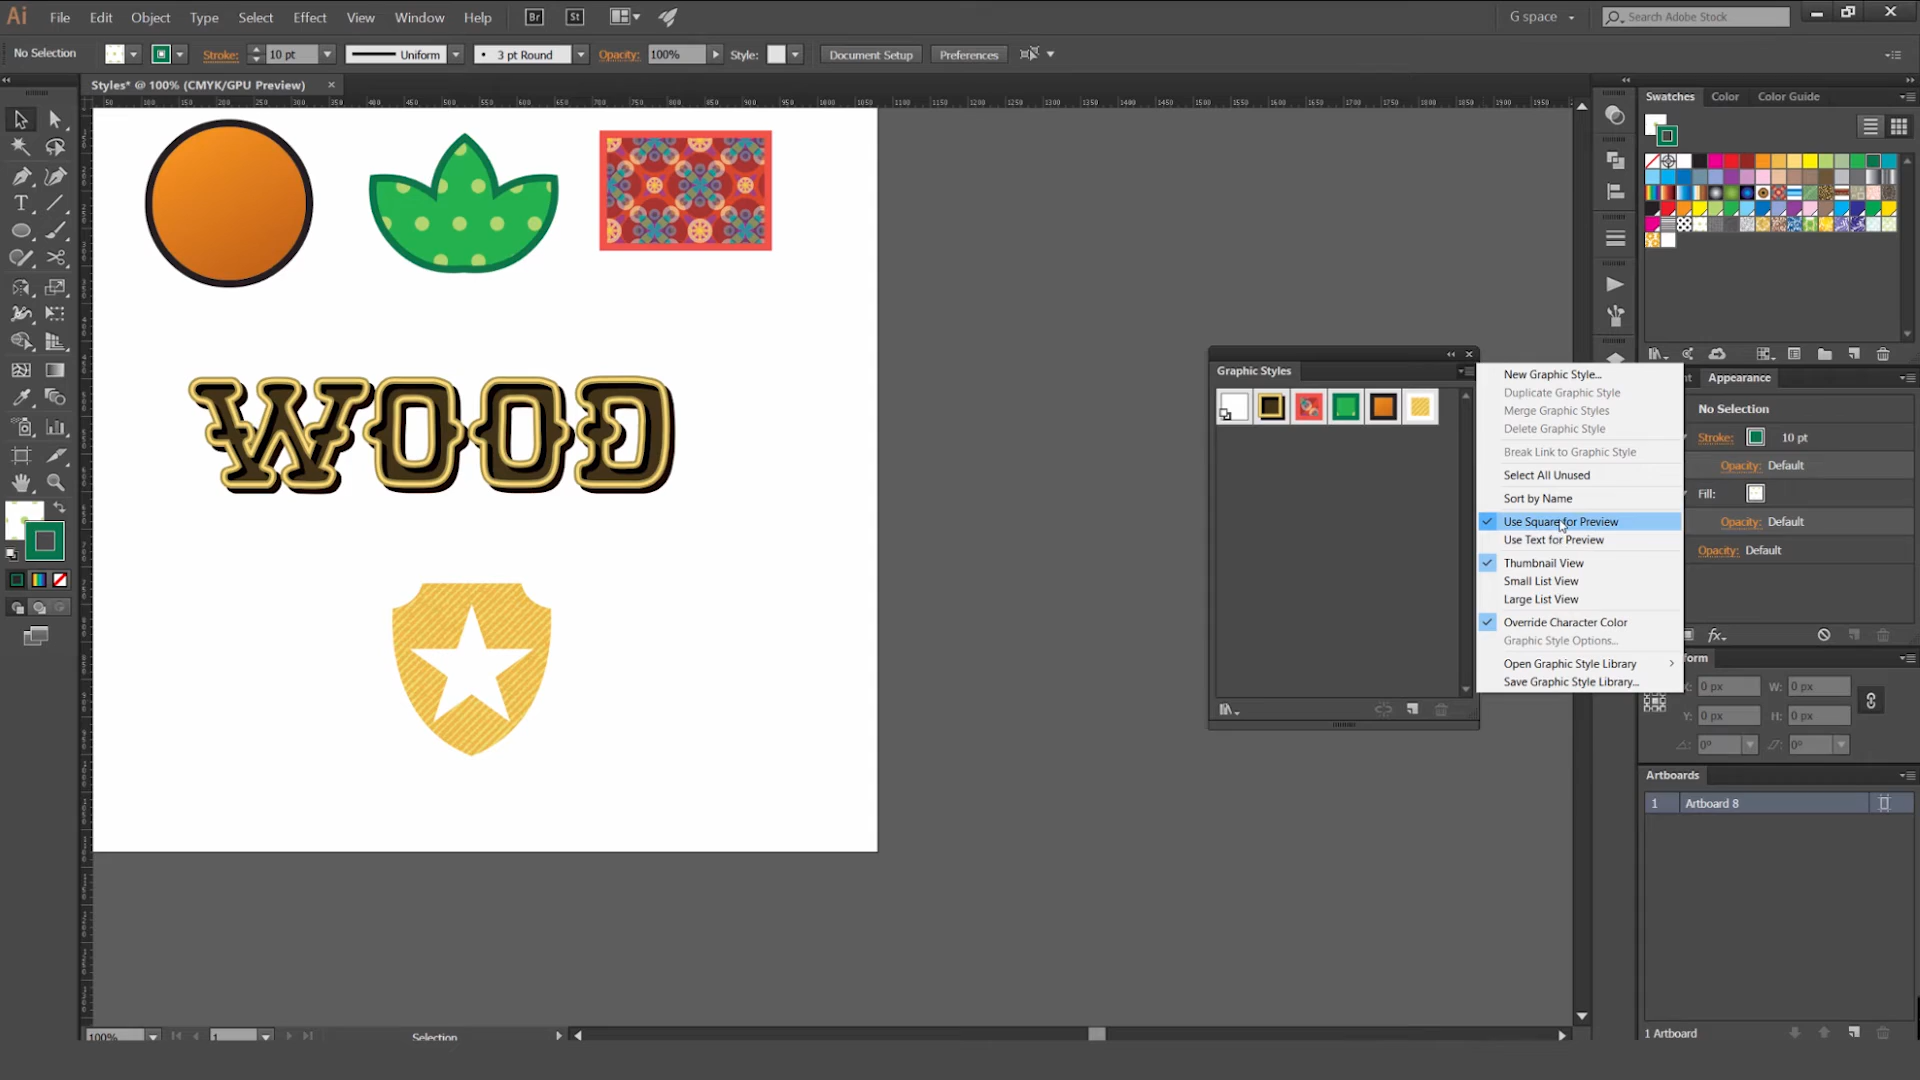 Ai File Edit Object Type Select Effect View Window Help Br St G space Search Adobe Stock
No Selection Stroke: 10 pt Uniform 3 pt Round Opacity: 100% Style: Document Setup Preferences
Styles* @ 100% (CMYK/GPU Preview)
Swatches Color Color Guide
WOOD
Graphic Styles
New Graphic Style...
Duplicate Graphic Style
Merge Graphic Styles
Delete Graphic Style
Break Link to Graphic Style
Select All Unused
Sort by Name
Use Square for Preview
Use Text for Preview
Thumbnail View
Small List View
Large List View
Override Character Color
Graphic Style Options...
Open Graphic Style Library
Save Graphic Style Library...
Appearance
No Selection
Stroke: 10 pt
Opacity: Default
Fill:
Opacity: Default
Opacity: Default
fx
form
X: 0 px W: 0 px
Y: 0 px H: 0 px
0° 0°
Artboards
1 Artboard 8
1 Artboard
100% 1 Selection